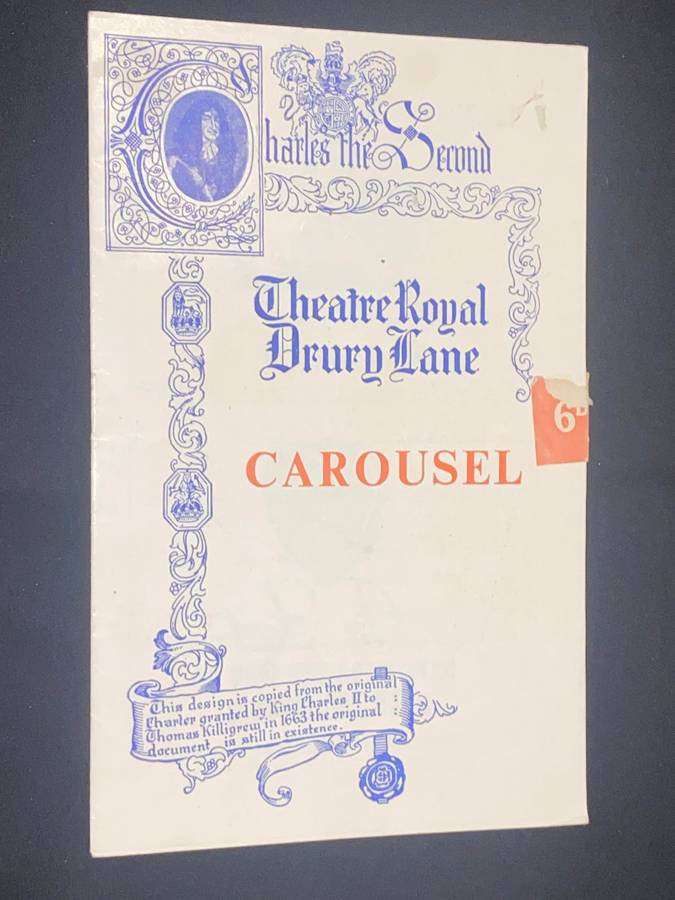 Charles the Second
Theatre Royal
Drury Lane
6D
CAROUSEL
This design is copied from the original
Charter granted by King Charles II to :
Thomas Killigrew in 1663 the original :
document is still in existence.